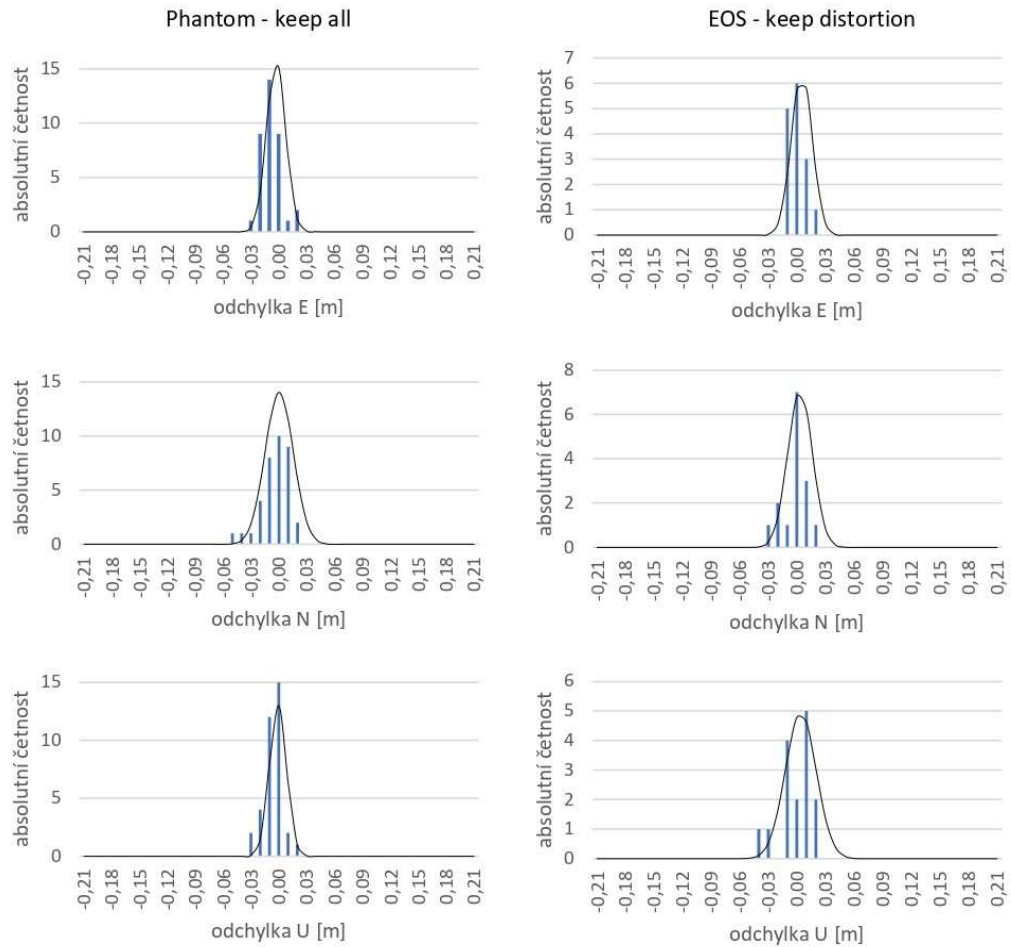 Phantom - keep all
EOS - keep distortion
absolutní četnost
15
10
5
0
-0,21 -0,18 -0,15 -0,12 -0,09 -0,06 -0,03 0,00 0,03 0,06 0,09 0,12 0,15 0,18 0,21
odchylka E [m]
absolutní četnost
7
6
5
4
3
2
1
0
-0,21 -0,18 -0,15 -0,12 -0,09 -0,06 -0,03 0,00 0,03 0,06 0,09 0,12 0,15 0,18 0,21
odchylka E [m]
absolutní četnost
15
10
5
0
-0,21 -0,18 -0,15 -0,12 -0,09 -0,06 -0,03 0,00 0,03 0,06 0,09 0,12 0,15 0,18 0,21
odchylka N [m]
absolutní četnost
8
6
4
2
0
-0,21 -0,18 -0,15 -0,12 -0,09 -0,06 -0,03 0,00 0,03 0,06 0,09 0,12 0,15 0,18 0,21
odchylka N [m]
absolutní četnost
15
10
5
0
-0,21 -0,18 -0,15 -0,12 -0,09 -0,06 -0,03 0,00 0,03 0,06 0,09 0,12 0,15 0,18 0,21
odchylka U [m]
absolutní četnost
6
5
4
3
2
1
0
-0,21 -0,18 -0,15 -0,12 -0,09 -0,06 -0,03 0,00 0,03 0,06 0,09 0,12 0,15 0,18 0,21
odchylka U [m]